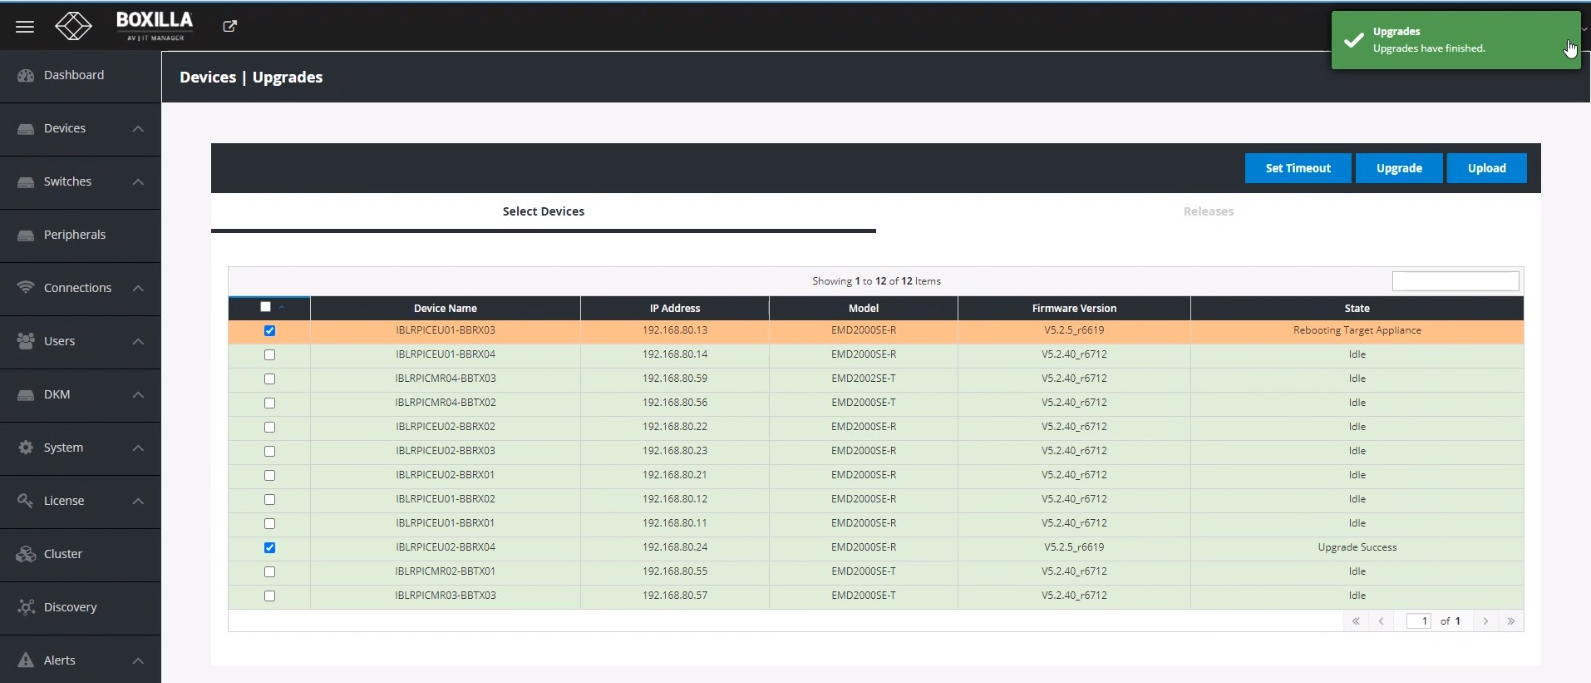 BOXILLA
AV | IT MANAGER
Upgrades
Upgrades have finished.
Dashboard
Devices
Switches
Peripherals
Connections
Users
DKM
System
License
Cluster
Discovery
Alerts
Devices | Upgrades
Set Timeout Upgrade Upload
Select Devices Releases
Showing 1 to 12 of 12 Items
Device Name IP Address Model Firmware Version State
IBLRPICEU01-BBRX03 192.168.80.13 EMD2000SE-R V5.2.5_r6619 Rebooting Target Appliance
IBLRPICEU01-BBRX04 192.168.80.14 EMD2000SE-R V5.2.40_r6712 Idle
IBLRPICMR04-BBTX03 192.168.80.59 EMD2002SE-T V5.2.40_r6712 Idle
IBLRPICMR04-BBTX02 192.168.80.56 EMD2000SE-T V5.2.40_r6712 Idle
IBLRPICEU02-BBRX02 192.168.80.22 EMD2000SE-R V5.2.40_r6712 Idle
IBLRPICEU02-BBRX03 192.168.80.23 EMD2000SE-R V5.2.40_r6712 Idle
IBLRPICEU02-BBRX01 192.168.80.21 EMD2000SE-R V5.2.40_r6712 Idle
IBLRPICEU01-BBRX02 192.168.80.12 EMD2000SE-R V5.2.40_r6712 Idle
IBLRPICEU01-BBRX01 192.168.80.11 EMD2000SE-R V5.2.40_r6712 Idle
IBLRPICEU02-BBRX04 192.168.80.24 EMD2000SE-R V5.2.5_r6619 Upgrade Success
IBLRPICMR02-BBTX01 192.168.80.55 EMD2000SE-T V5.2.40_r6712 Idle
IBLRPICMR03-BBTX03 192.168.80.57 EMD2000SE-T V5.2.40_r6712 Idle
« ‹ 1 of 1 › »